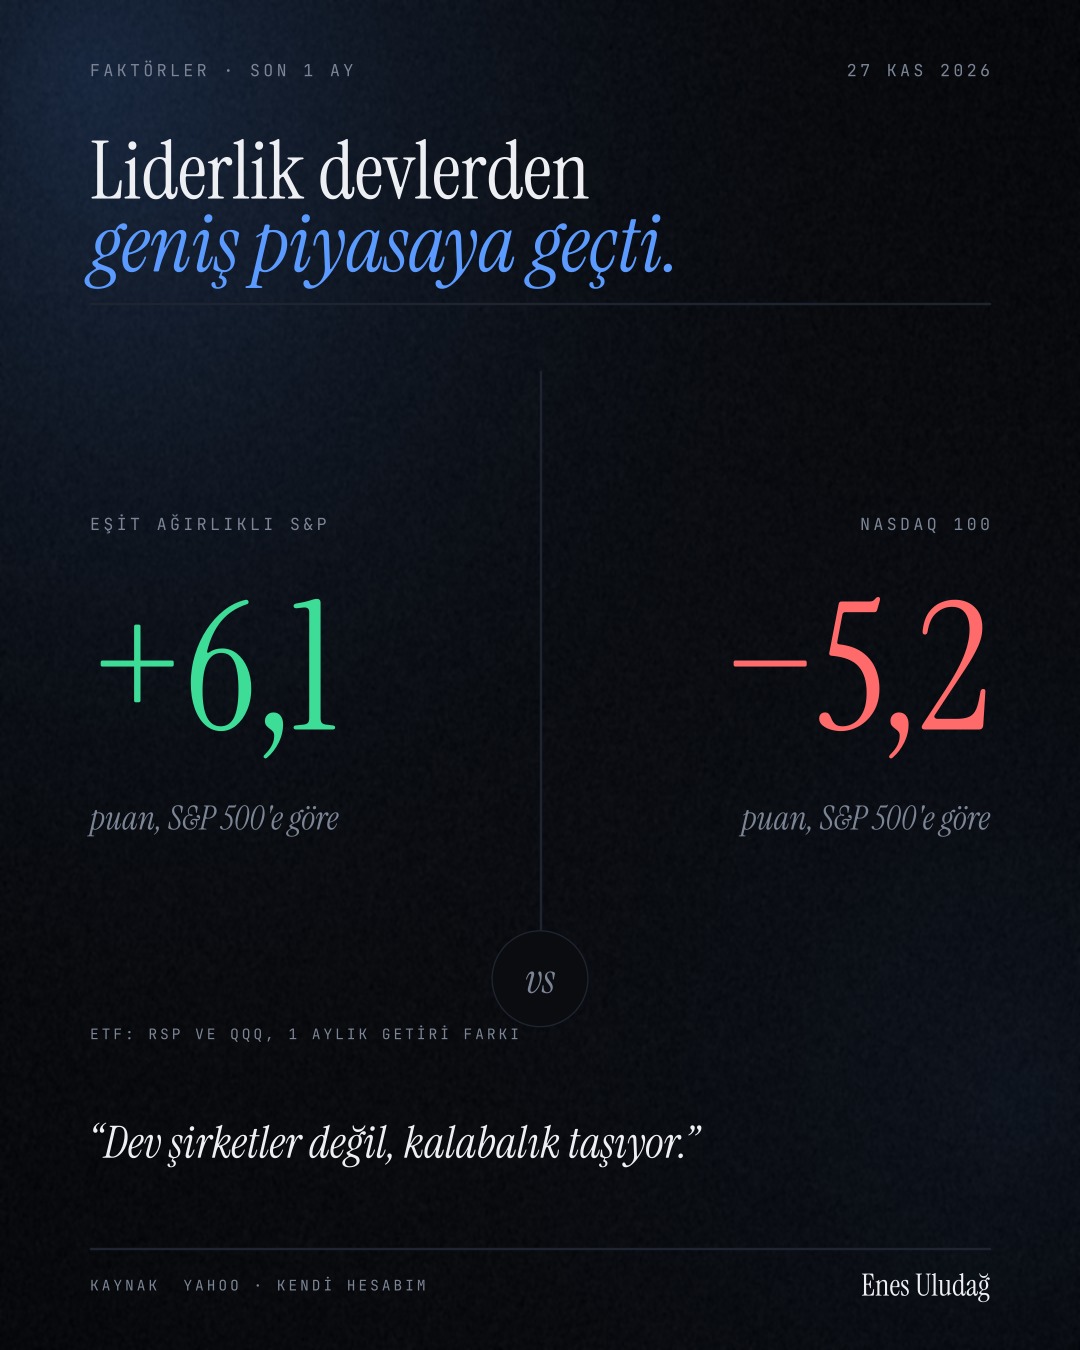 FAKTÖRLER · SON 1 AY
27 KAS 2026
Liderlik devlerden
geniş piyasaya geçti.
EŞİT AĞIRLIKLI S&P
NASDAQ 100
+6,1
−5,2
puan, S&P 500'e göre
puan, S&P 500'e göre
vs
ETF: RSP VE QQQ, 1 AYLIK GETİRİ FARKI
“Dev şirketler değil, kalabalık taşıyor.”
KAYNAK YAHOO · KENDİ HESABIM
Enes Uludağ